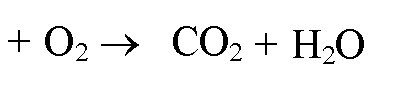 + O₂ → CO₂ + H₂O